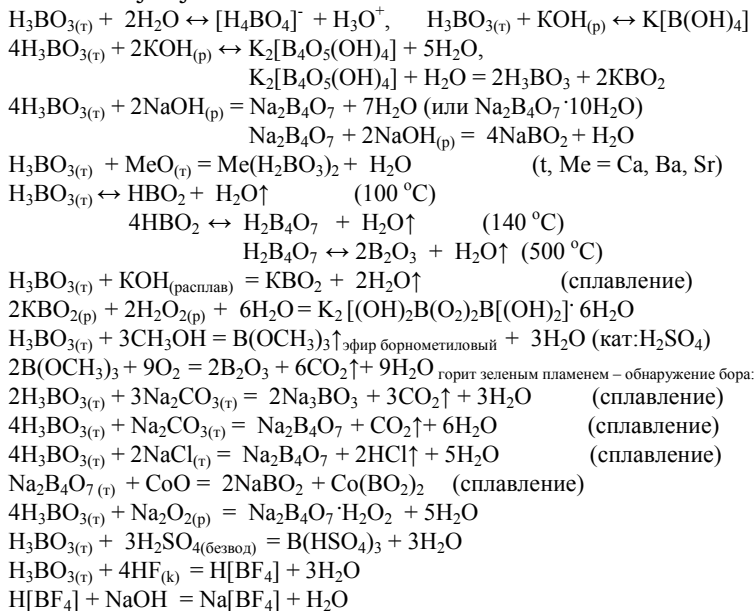 H₃BO₃₍т₎ + 2H₂O ↔ [H₄BO₄]⁻ + H₃O⁺, H₃BO₃₍т₎ + KOH₍р₎ ↔ K[B(OH)₄]
4H₃BO₃₍т₎ + 2KOH₍р₎ ↔ K₂[B₄O₅(OH)₄] + 5H₂O,
K₂[B₄O₅(OH)₄] + H₂O = 2H₃BO₃ + 2KBO₂
4H₃BO₃₍т₎ + 2NaOH₍р₎ = Na₂B₄O₇ + 7H₂O (или Na₂B₄O₇·10H₂O)
Na₂B₄O₇ + 2NaOH₍р₎ = 4NaBO₂ + H₂O
H₃BO₃₍т₎ + MeO₍т₎ = Me(H₂BO₃)₂ + H₂O (t, Me = Ca, Ba, Sr)
H₃BO₃₍т₎ ↔ HBO₂ + H₂O↑ (100 °C)
4HBO₂ ↔ H₂B₄O₇ + H₂O↑ (140 °C)
H₂B₄O₇ ↔ 2B₂O₃ + H₂O↑ (500 °C)
H₃BO₃₍т₎ + KOH₍расплав₎ = KBO₂ + 2H₂O↑ (сплавление)
2KBO₂₍р₎ + 2H₂O₂₍р₎ + 6H₂O = K₂ [(OH)₂B(O₂)₂B[(OH)₂]· 6H₂O
H₃BO₃₍т₎ + 3CH₃OH = B(OCH₃)₃↑эфир борнометиловый + 3H₂O (кат:H₂SO₄)
2B(OCH₃)₃ + 9O₂ = 2B₂O₃ + 6CO₂↑+ 9H₂O горит зеленым пламенем – обнаружение бора:
2H₃BO₃₍т₎ + 3Na₂CO₃₍т₎ = 2Na₃BO₃ + 3CO₂↑ + 3H₂O (сплавление)
4H₃BO₃₍т₎ + Na₂CO₃₍т₎ = Na₂B₄O₇ + CO₂↑+ 6H₂O (сплавление)
4H₃BO₃₍т₎ + 2NaCl₍т₎ = Na₂B₄O₇ + 2HCl↑ + 5H₂O (сплавление)
Na₂B₄O₇ ₍т₎ + CoO = 2NaBO₂ + Co(BO₂)₂ (сплавление)
4H₃BO₃₍т₎ + Na₂O₂₍р₎ = Na₂B₄O₇·H₂O₂ + 5H₂O
H₃BO₃₍т₎ + 3H₂SO₄₍безвод₎ = B(HSO₄)₃ + 3H₂O
H₃BO₃₍т₎ + 4HF₍k₎ = H[BF₄] + 3H₂O
H[BF₄] + NaOH = Na[BF₄] + H₂O